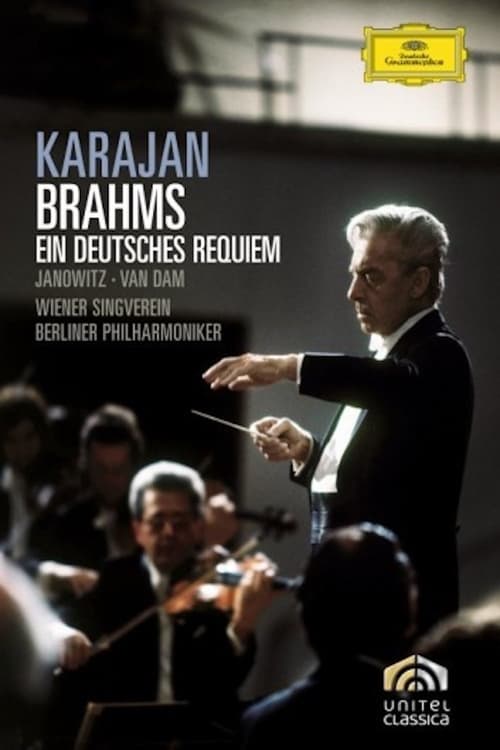 Deutsche
Grammophon
KARAJAN
BRAHMS
EIN DEUTSCHES REQUIEM
JANOWITZ · VAN DAM
WIENER SINGVEREIN
BERLINER PHILHARMONIKER
UNITEL
CLASSICA